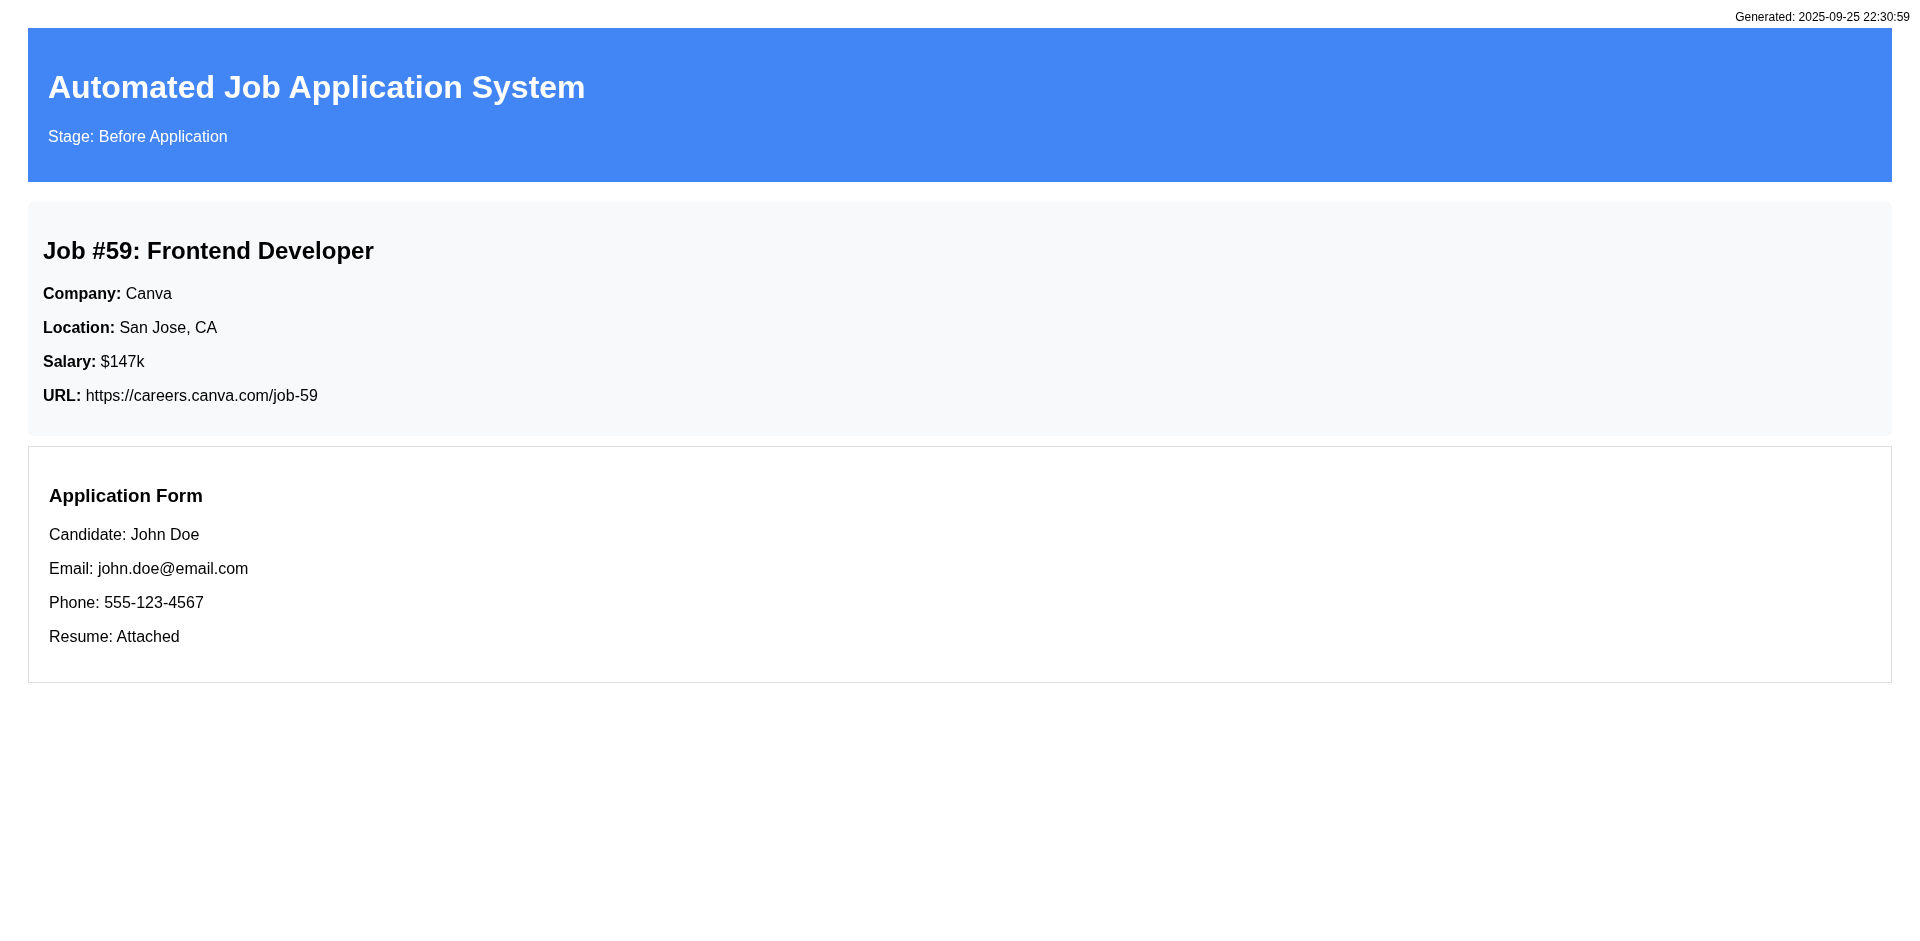 Generated: 2025-09-25 22:30:59
Automated Job Application System
Stage: Before Application
Job #59: Frontend Developer
Company: Canva
Location: San Jose, CA
Salary: $147k
URL: https://careers.canva.com/job-59
Application Form
Candidate: John Doe
Email: john.doe@email.com
Phone: 555-123-4567
Resume: Attached